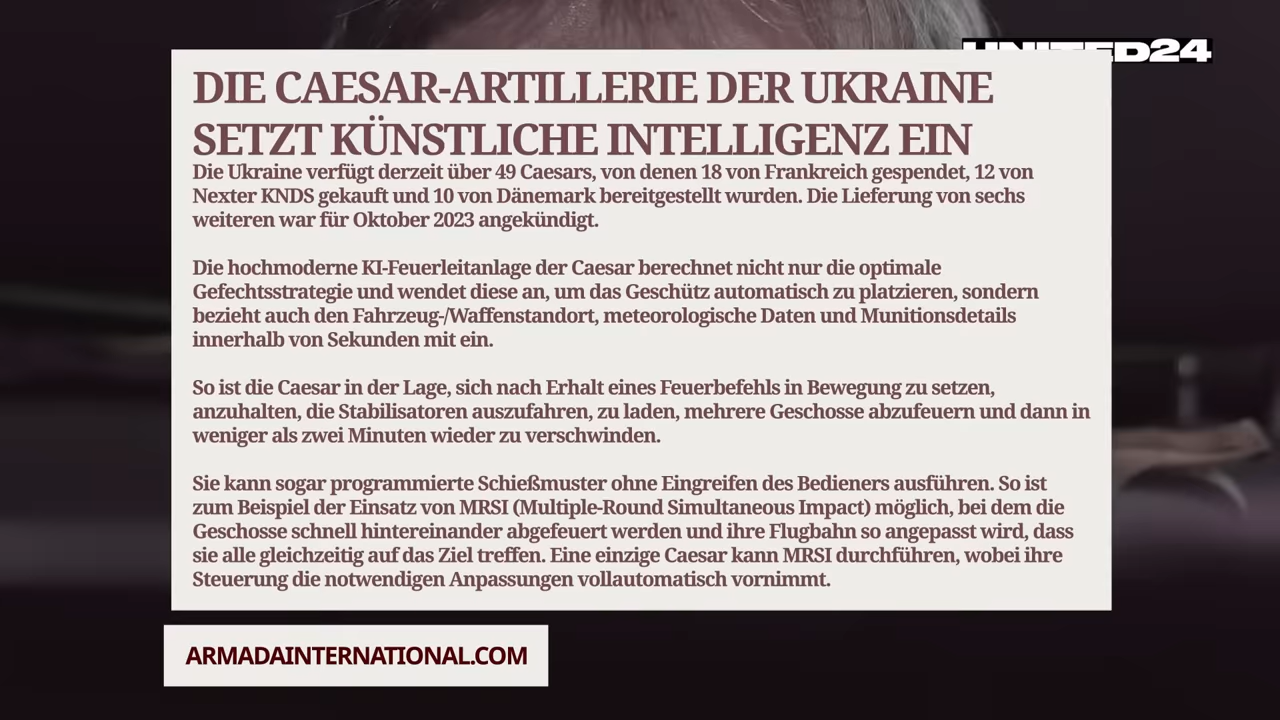 UNITED24
DIE CAESAR-ARTILLERIE DER UKRAINE
SETZT KÜNSTLICHE INTELLIGENZ EIN
Die Ukraine verfügt derzeit über 49 Caesars, von denen 18 von Frankreich gespendet, 12 von
Nexter KNDS gekauft und 10 von Dänemark bereitgestellt wurden. Die Lieferung von sechs
weiteren war für Oktober 2023 angekündigt.
Die hochmoderne KI-Feuerleitanlage der Caesar berechnet nicht nur die optimale
Gefechtsstrategie und wendet diese an, um das Geschütz automatisch zu platzieren, sondern
bezieht auch den Fahrzeug-/Waffenstandort, meteorologische Daten und Munitionsdetails
innerhalb von Sekunden mit ein.
So ist die Caesar in der Lage, sich nach Erhalt eines Feuerbefehls in Bewegung zu setzen,
anzuhalten, die Stabilisatoren auszufahren, zu laden, mehrere Geschosse abzufeuern und dann in
weniger als zwei Minuten wieder zu verschwinden.
Sie kann sogar programmierte Schießmuster ohne Eingreifen des Bedieners ausführen. So ist
zum Beispiel der Einsatz von MRSI (Multiple-Round Simultaneous Impact) möglich, bei dem die
Geschosse schnell hintereinander abgefeuert werden und ihre Flugbahn so angepasst wird, dass
sie alle gleichzeitig auf das Ziel treffen. Eine einzige Caesar kann MRSI durchführen, wobei ihre
Steuerung die notwendigen Anpassungen vollautomatisch vornimmt.
ARMADAINTERNATIONAL.COM